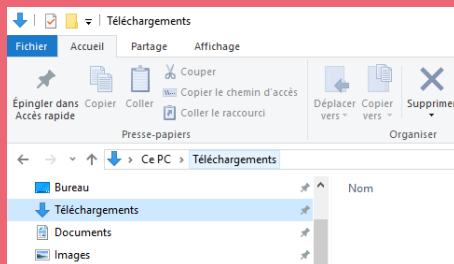 Téléchargements
Fichier Accueil Partage Affichage
Couper
Copier le chemin d'accès
Coller le raccourci
Épingler dans Accès rapide
Copier
Coller
Déplacer vers
Copier vers
Supprimer
Presse-papiers
Organiser
Ce PC > Téléchargements
Bureau
Nom
Téléchargements
Documents
Images